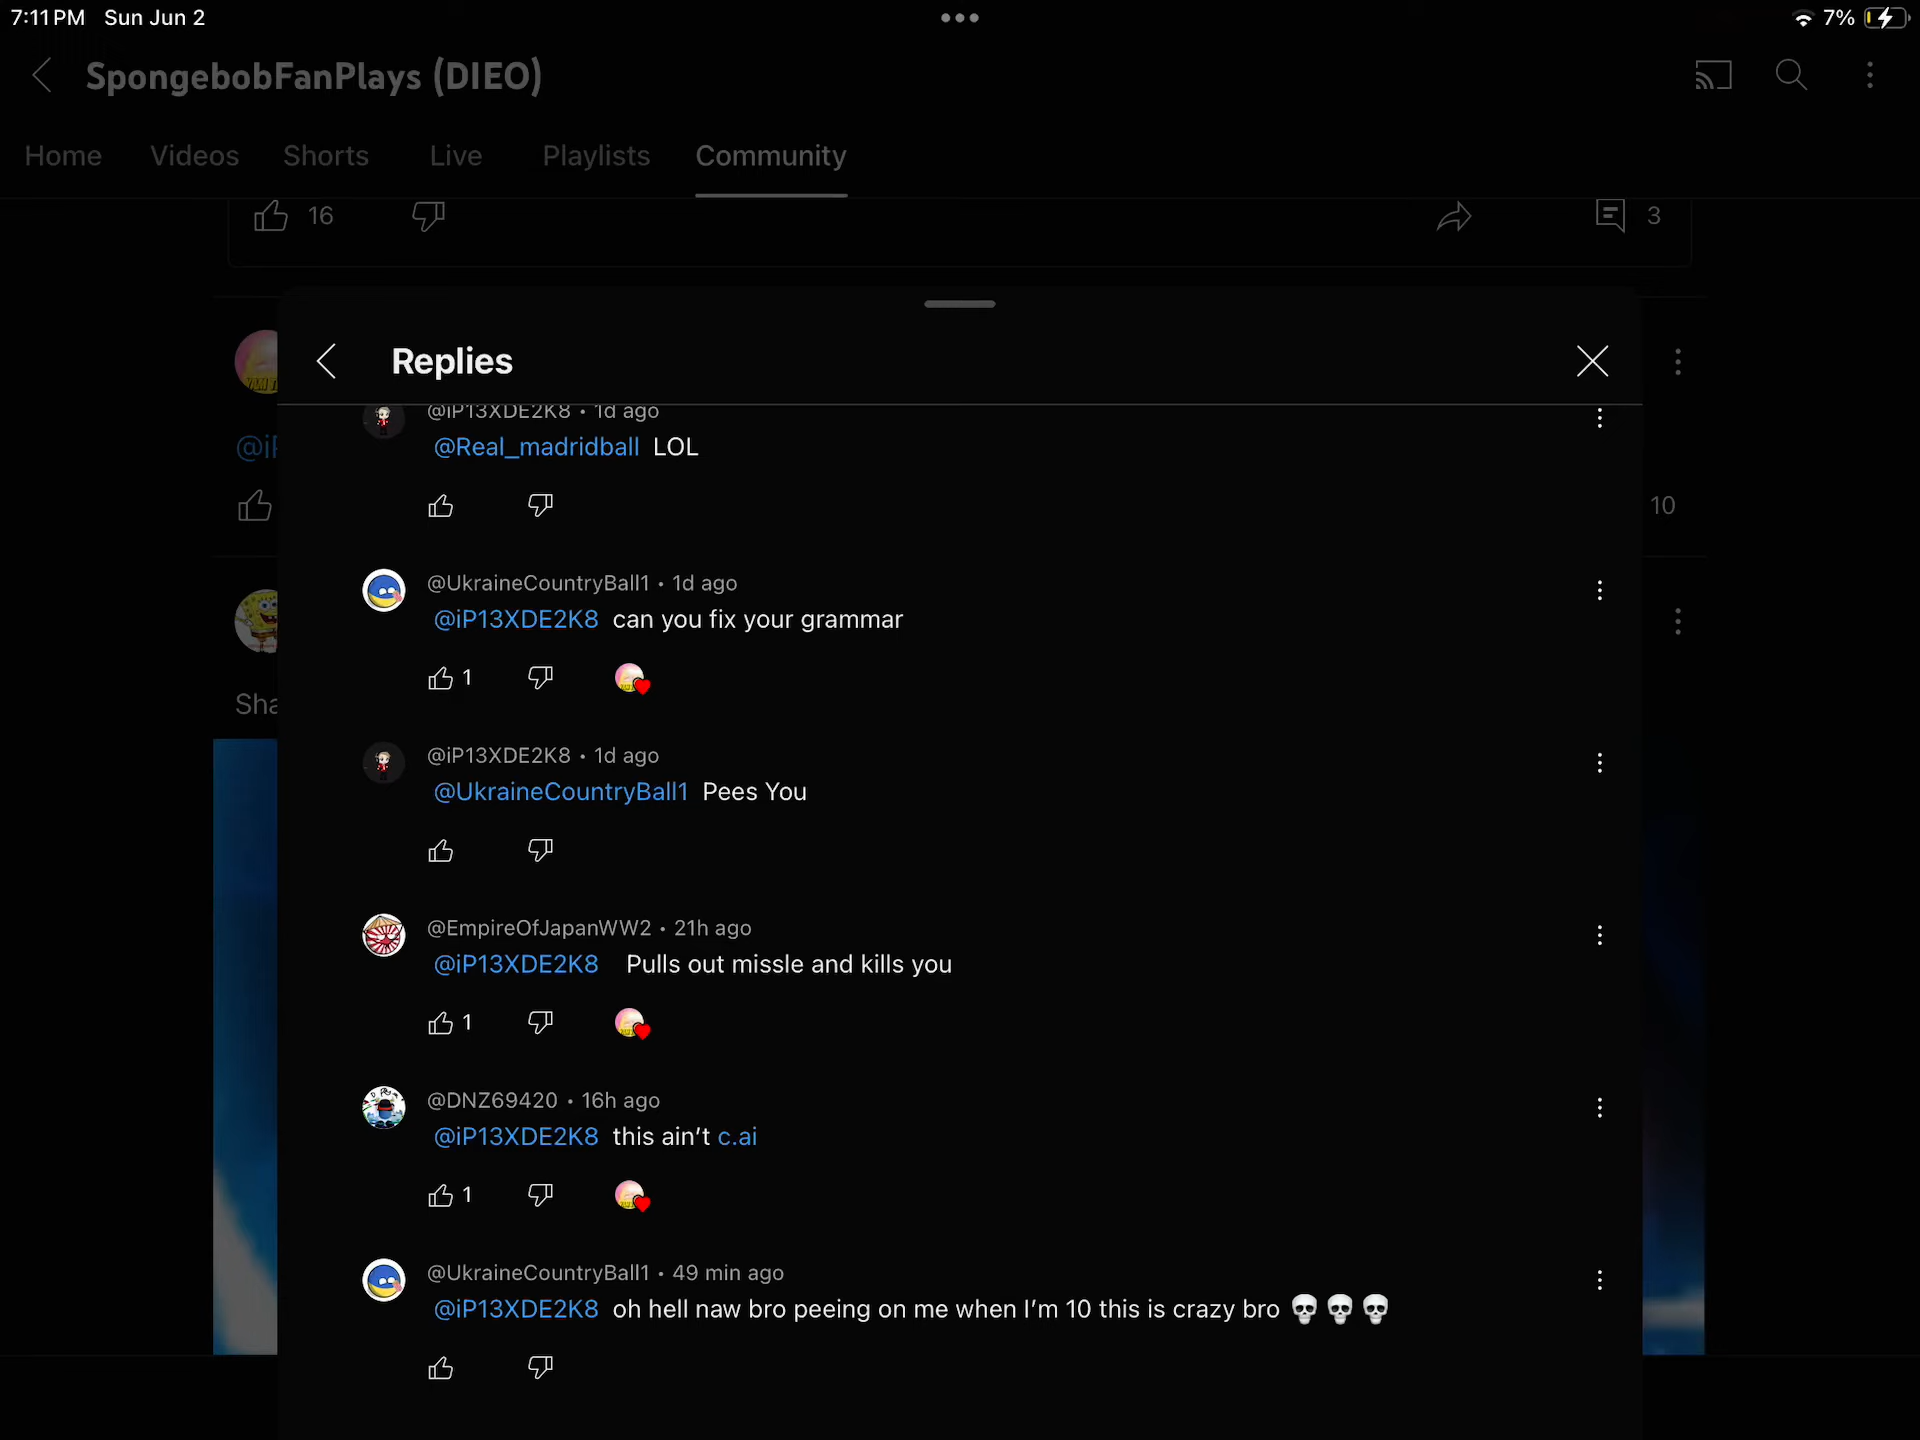 7:11 PM Sun Jun 2
7%
SpongebobFanPlays (DIEO)
Home Videos Shorts Live Playlists Community
16 3
Replies
@iP13XDE2K8 • 1d ago
@Real_madridball LOL
@iP
10
@UkraineCountryBall1 • 1d ago
@iP13XDE2K8 can you fix your grammar
1
Sha
@iP13XDE2K8 • 1d ago
@UkraineCountryBall1 Pees You
@EmpireOfJapanWW2 • 21h ago
@iP13XDE2K8 Pulls out missle and kills you
1
@DNZ69420 • 16h ago
@iP13XDE2K8 this ain’t c.ai
1
@UkraineCountryBall1 • 49 min ago
@iP13XDE2K8 oh hell naw bro peeing on me when I’m 10 this is crazy bro 💀💀💀